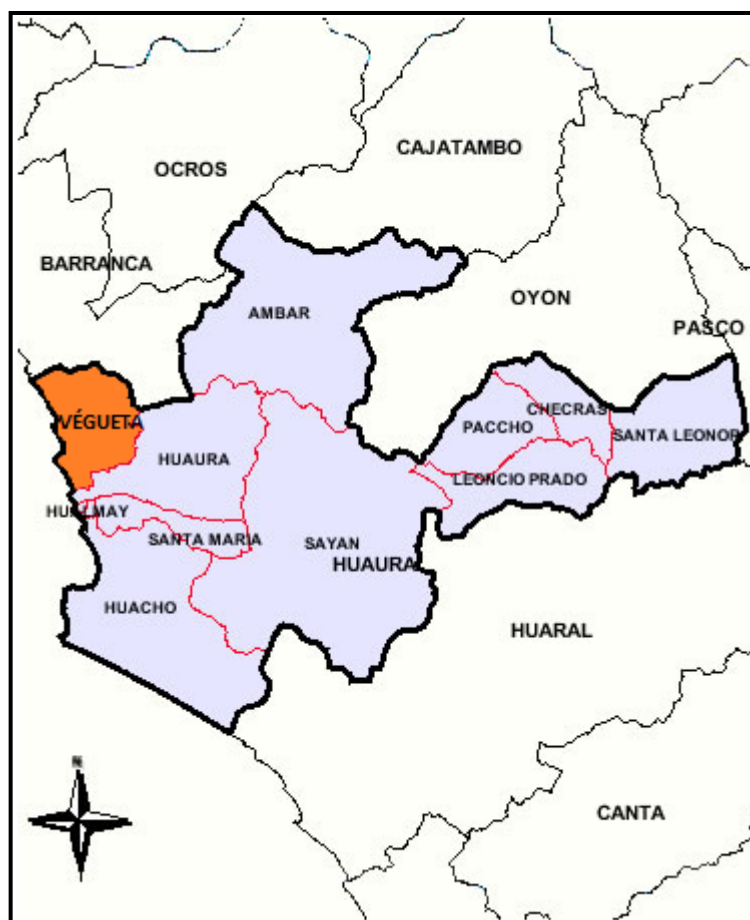 CAJATAMBO
OCROS
BARRANCA
OYON
AMBAR
PASCO
CHECRAS
VÉGUETA
PACCHO
SANTA LEONOR
HUAURA
LEONCIO PRADO
HUALMAY
SANTA MARIA
SAYAN
HUAURA
HUACHO
HUARAL
N
CANTA